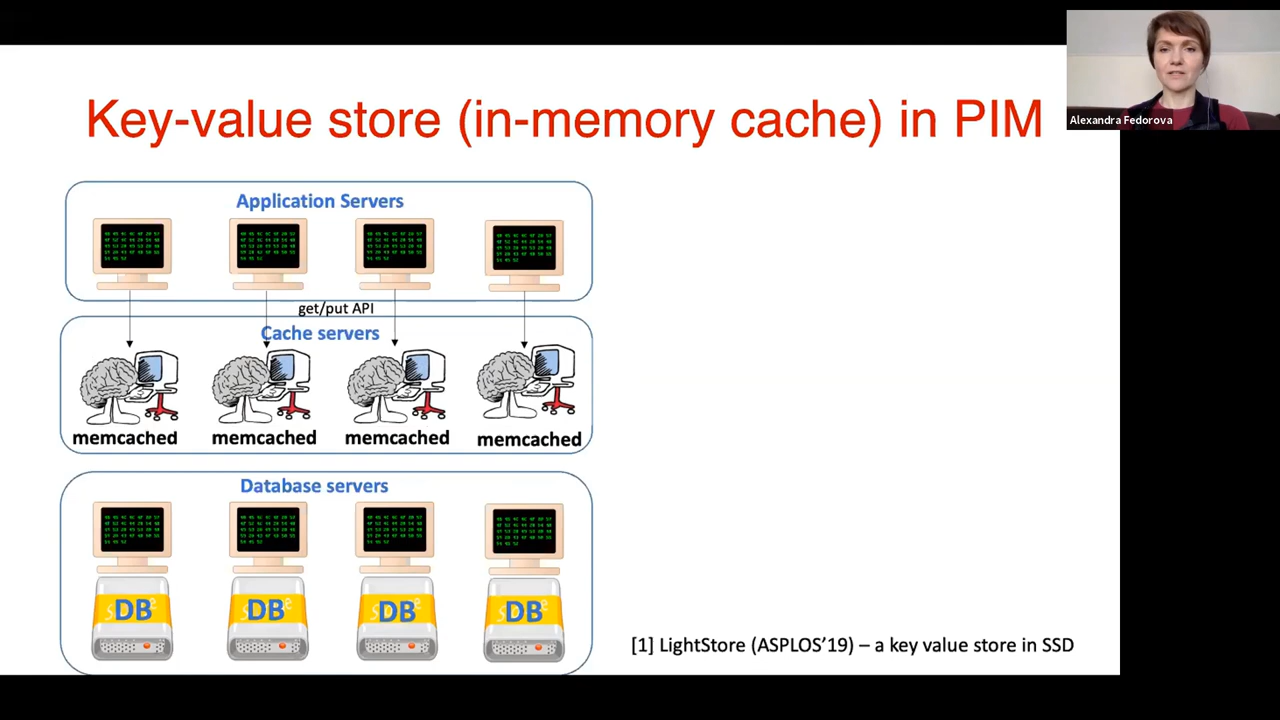 Key-value store (in-memory cache) in PIM
Alexandra Fedorova
Application Servers
get/put API
Cache servers
memcached memcached memcached memcached
Database servers
DB DB DB DB
[1] LightStore (ASPLOS'19) – a key value store in SSD